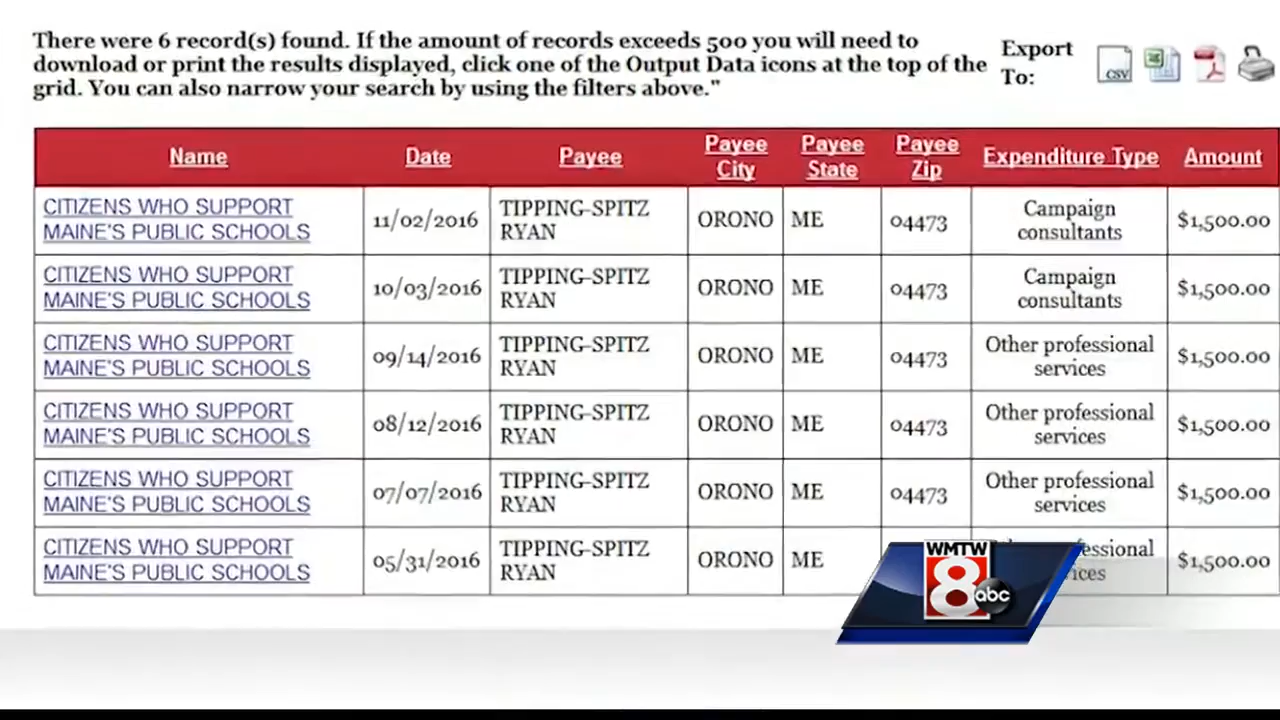 There were 6 record(s) found. If the amount of records exceeds 500 you will need to
download or print the results displayed, click one of the Output Data icons at the top of the
grid. You can also narrow your search by using the filters above."
Export
To:
CSV
Name Date Payee Payee City Payee State Payee Zip Expenditure Type Amount
CITIZENS WHO SUPPORT
MAINE'S PUBLIC SCHOOLS
11/02/2016
TIPPING-SPITZ
RYAN
ORONO
ME
04473
Campaign
consultants
$1,500.00
CITIZENS WHO SUPPORT
MAINE'S PUBLIC SCHOOLS
10/03/2016
TIPPING-SPITZ
RYAN
ORONO
ME
04473
Campaign
consultants
$1,500.00
CITIZENS WHO SUPPORT
MAINE'S PUBLIC SCHOOLS
09/14/2016
TIPPING-SPITZ
RYAN
ORONO
ME
04473
Other professional
services
$1,500.00
CITIZENS WHO SUPPORT
MAINE'S PUBLIC SCHOOLS
08/12/2016
TIPPING-SPITZ
RYAN
ORONO
ME
04473
Other professional
services
$1,500.00
CITIZENS WHO SUPPORT
MAINE'S PUBLIC SCHOOLS
07/07/2016
TIPPING-SPITZ
RYAN
ORONO
ME
04473
Other professional
services
$1,500.00
CITIZENS WHO SUPPORT
MAINE'S PUBLIC SCHOOLS
05/31/2016
TIPPING-SPITZ
RYAN
ORONO
ME
$1,500.00
WMTW
8
abc